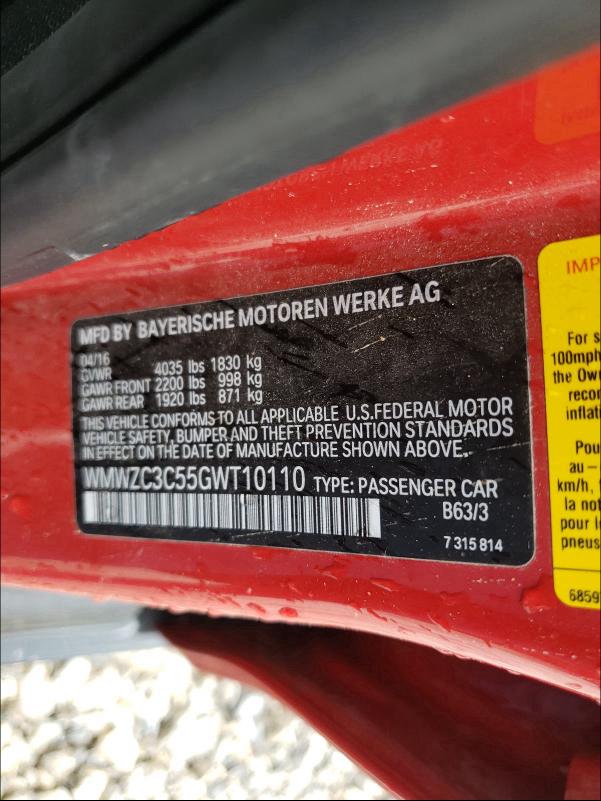 MFD BY BAYERISCHE MOTOREN WERKE AG
04/16
GVWR 4035 lbs 1830 kg
GAWR FRONT 2200 lbs 998 kg
GAWR REAR 1920 lbs 871 kg
THIS VEHICLE CONFORMS TO ALL APPLICABLE U.S.FEDERAL MOTOR
VEHICLE SAFETY, BUMPER AND THEFT PREVENTION STANDARDS
IN EFFECT ON THE DATE OF MANUFACTURE SHOWN ABOVE.
WMWZC3C55GWT10110 TYPE: PASSENGER CAR
B63/3
7 315 814
IMP
For s
100mph
the Ow
recor
inflati
Pou
au –
km/h,
la not
pour l
pneus
6859